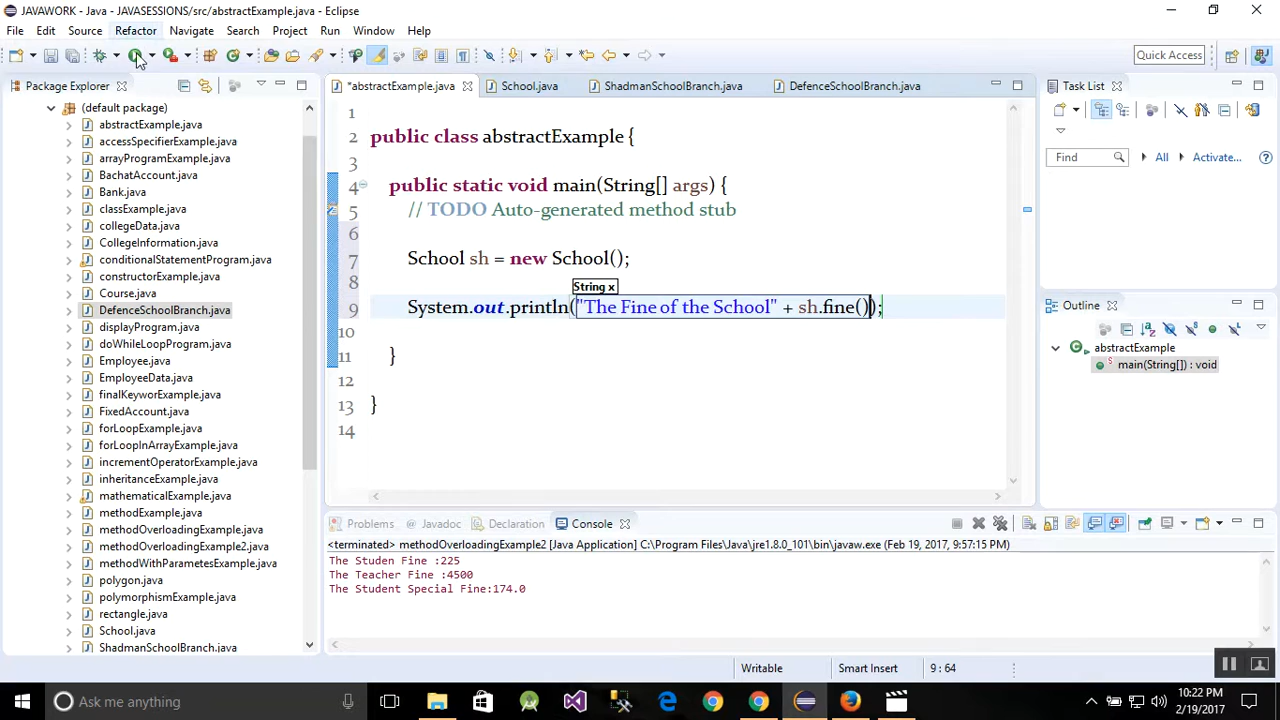 JAVAWORK - Java - JAVASESSIONS/src/abstractExample.java - Eclipse
File Edit Source Refactor Navigate Search Project Run Window Help
Quick Access
Package Explorer
(default package)
abstractExample.java
accessSpecifierExample.java
arrayProgramExample.java
BachatAccount.java
Bank.java
classExample.java
collegeData.java
CollegeInformation.java
conditionalStatementProgram.java
constructorExample.java
Course.java
DefenceSchoolBranch.java
displayProgram.java
doWhileLoopProgram.java
Employee.java
EmployeeData.java
finalKeyworExample.java
FixedAccount.java
forLoopExample.java
forLoopInArrayExample.java
incrementOperatorExample.java
inheritanceExample.java
mathematicalExample.java
methodExample.java
methodOverloadingExample.java
methodOverloadingExample2.java
methodWithParametesExample.java
polygon.java
polymorphismExample.java
rectangle.java
School.java
ShadmanSchoolBranch.java
*abstractExample.java School.java ShadmanSchoolBranch.java DefenceSchoolBranch.java
1
2 public class abstractExample {
3
4 public static void main(String[] args) {
5 // TODO Auto-generated method stub
6
7 School sh = new School();
8
String x
9 System.out.println("The Fine of the School" + sh.fine());
10
11 }
12
13 }
14
Task List
Find All Activate...
Outline
abstractExample
main(String[]) : void
Problems Javadoc Declaration Console
<terminated> methodOverloadingExample2 [Java Application] C:\Program Files\Java\jre1.8.0_101\bin\javaw.exe (Feb 19, 2017, 9:57:15 PM)
The Studen Fine :225
The Teacher Fine :4500
The Student Special Fine:174.0
Writable Smart Insert 9 : 64
Ask me anything
10:22 PM
2/19/2017